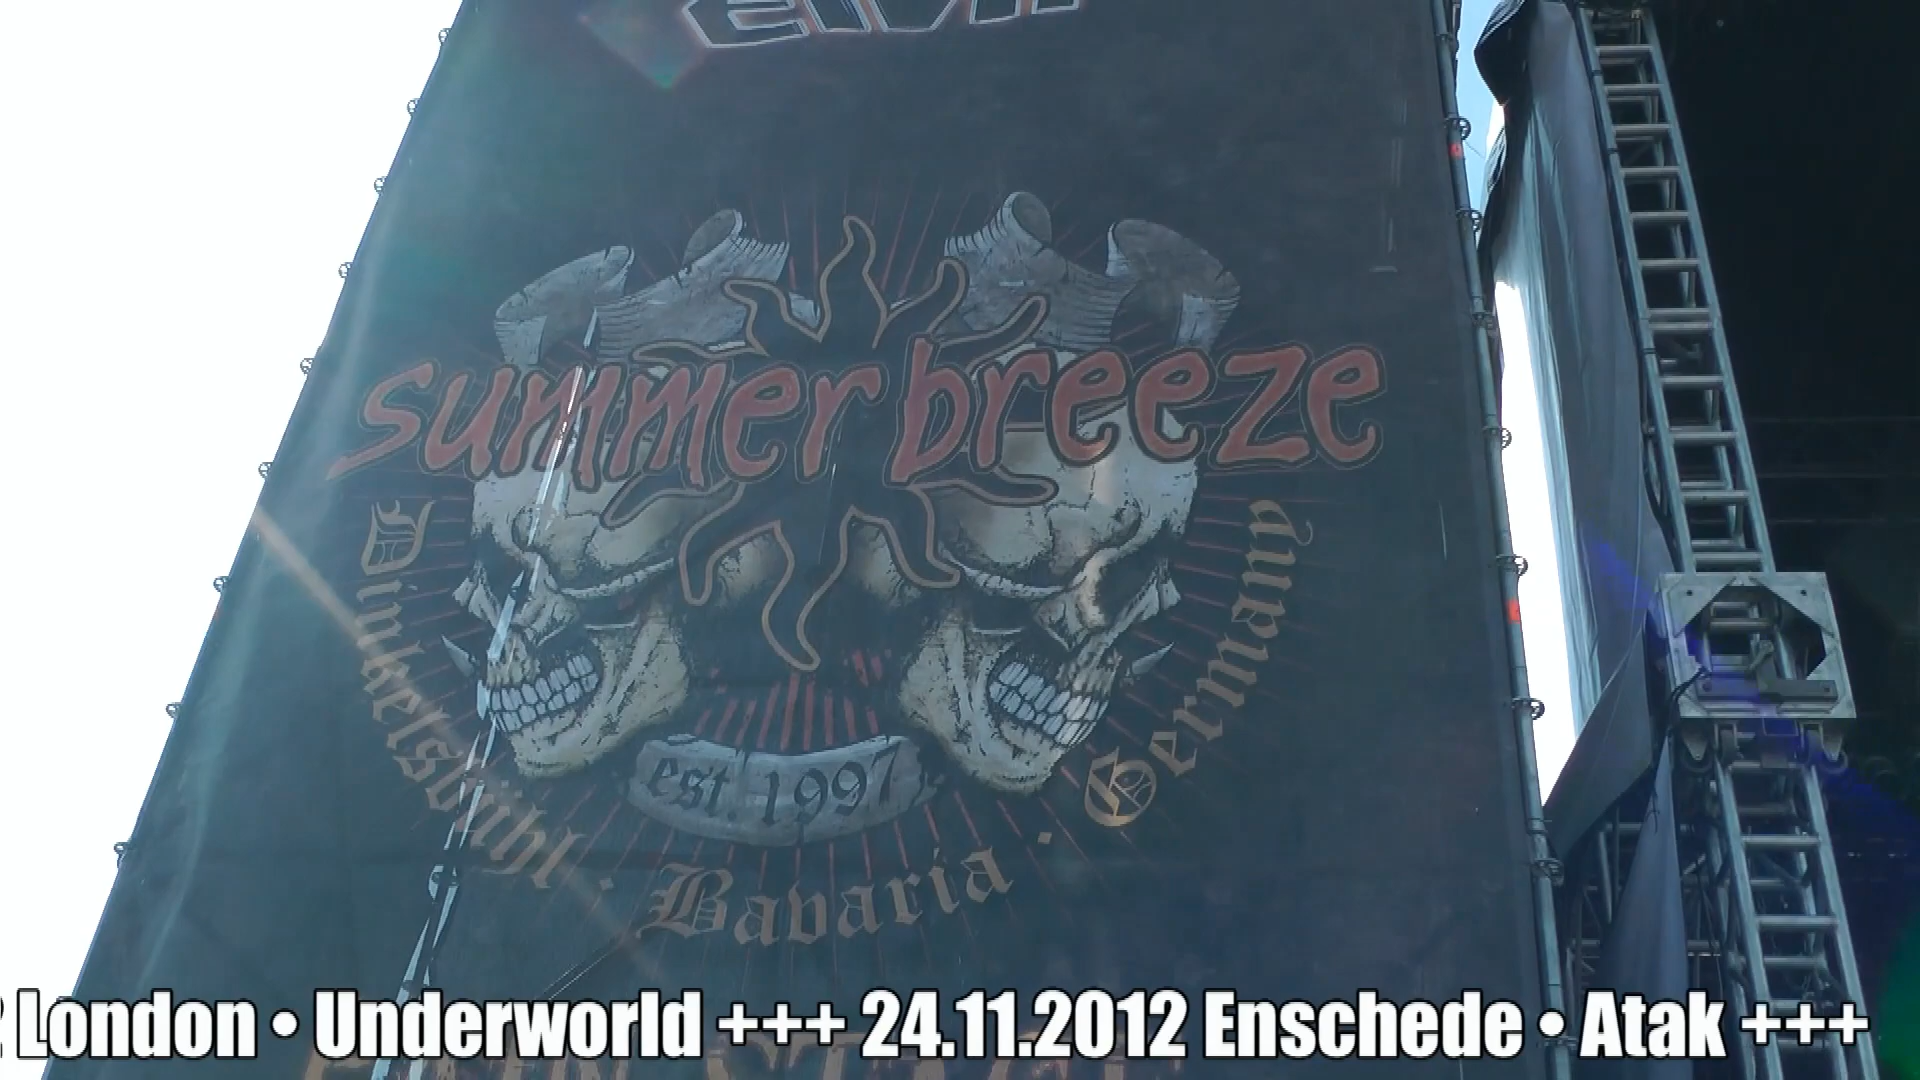 summer breeze
Dinkelsbühl · Bavaria · Germany
est. 1997
London • Underworld +++ 24.11.2012 Enschede • Atak +++